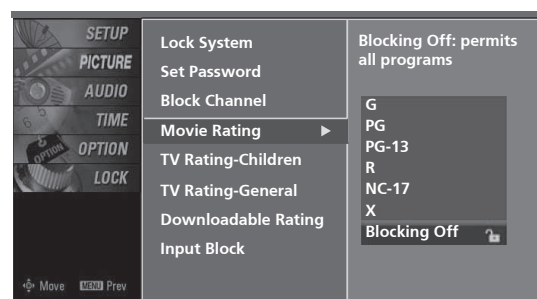 SETUP
PICTURE
AUDIO
TIME
OPTION
LOCK
Move MENU Prev
Lock System
Set Password
Block Channel
Movie Rating
TV Rating-Children
TV Rating-General
Downloadable Rating
Input Block
Blocking Off: permits
all programs
G
PG
PG-13
R
NC-17
X
Blocking Off